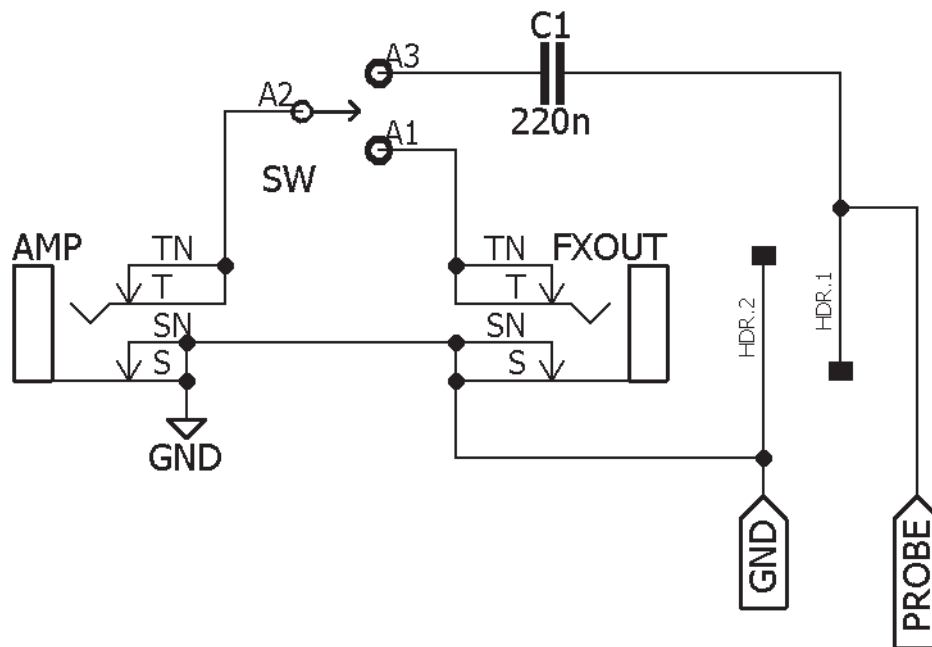 C1
A3
A2
220n
A1
SW
AMP
TN
TN
FXOUT
T
T
SN
SN
S
S
HDR.2
HDR.1
GND
GND
PROBE